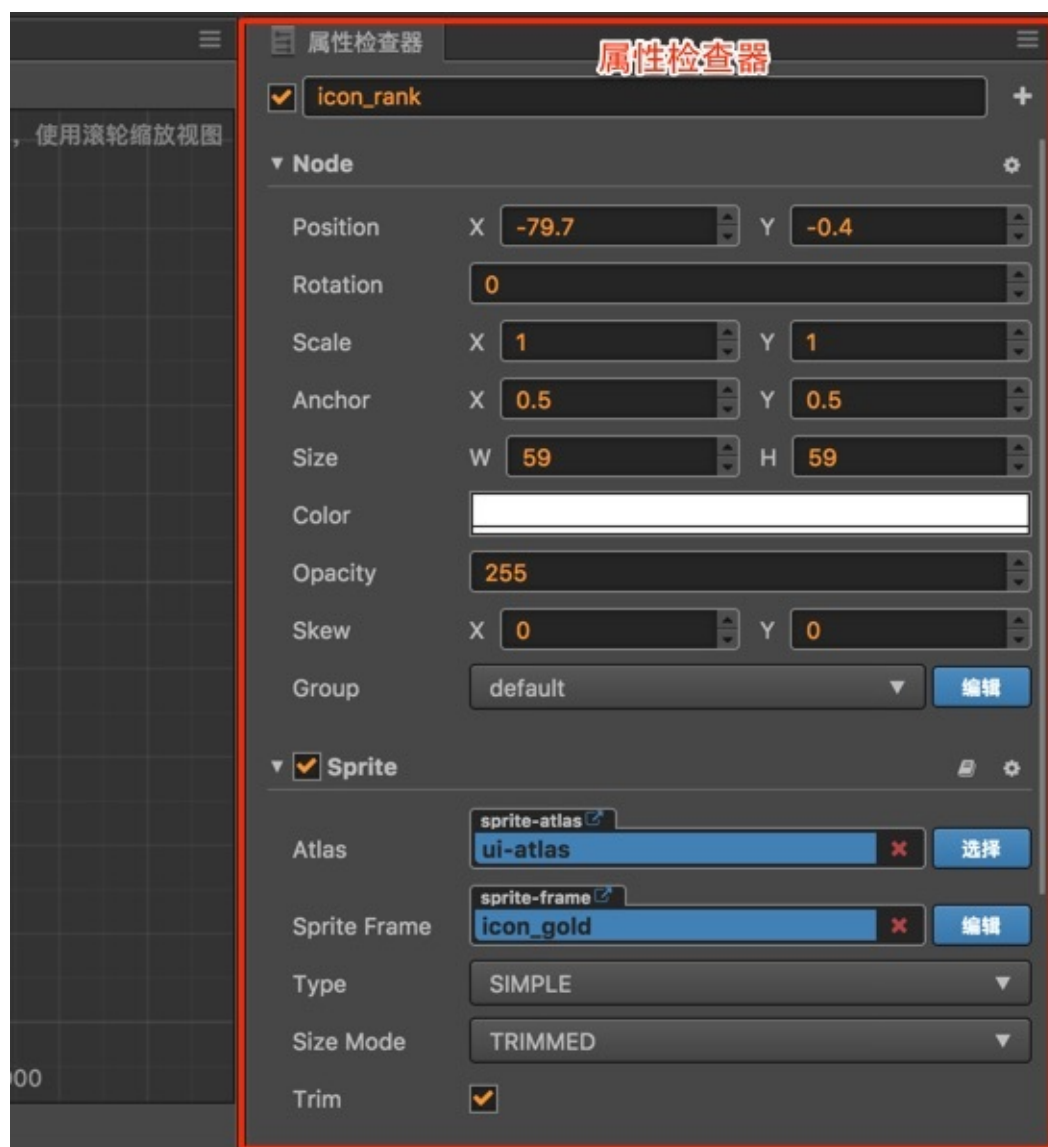 属性检查器
属性检查器
icon_rank
，使用滚轮缩放视图
Node
Position X -79.7 Y -0.4
Rotation 0
Scale X 1 Y 1
Anchor X 0.5 Y 0.5
Size W 59 H 59
Color
Opacity 255
Skew X 0 Y 0
Group default 编辑
Sprite
sprite-atlas
Atlas ui-atlas 选择
sprite-frame
Sprite Frame icon_gold 编辑
Type SIMPLE
Size Mode TRIMMED
00
Trim